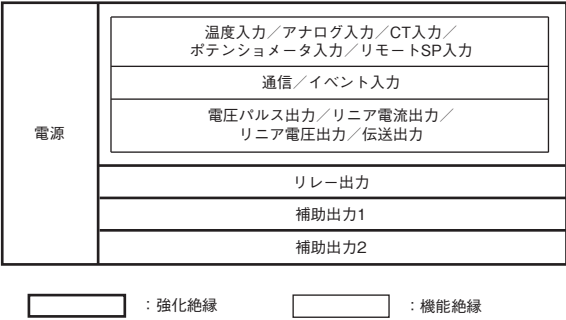 温度入力／アナログ入力／CT入力／
ポテンショメータ入力／リモートSP入力
通信／イベント入力
電圧パルス出力／リニア電流出力／
リニア電圧出力／伝送出力
電源
リレー出力
補助出力1
補助出力2
：強化絶縁
：機能絶縁